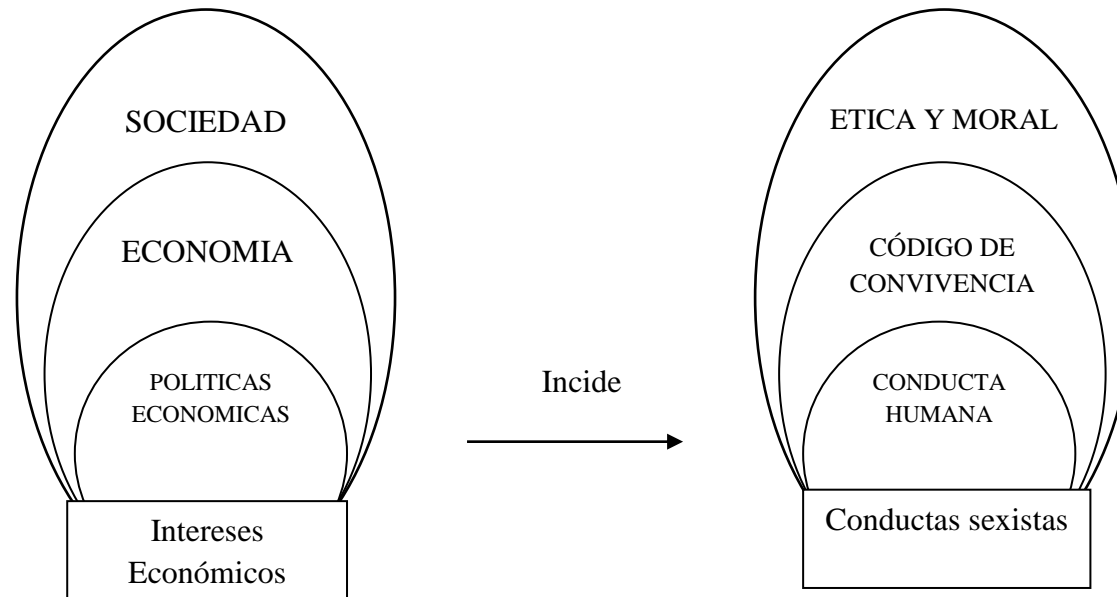 SOCIEDAD
ECONOMIA
POLITICAS
ECONOMICAS
Intereses
Económicos
Incide
ETICA Y MORAL
CÓDIGO DE
CONVIVENCIA
CONDUCTA
HUMANA
Conductas sexistas